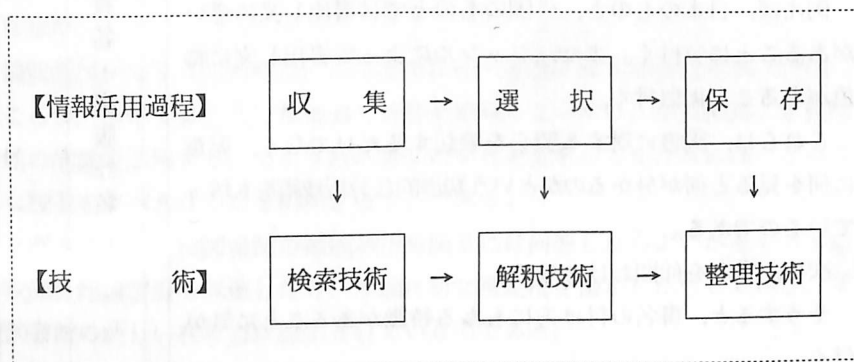 【情報活用過程】 収 集 → 選 択 → 保 存
↓ ↓ ↓
【技 術】 検索技術 → 解釈技術 → 整理技術